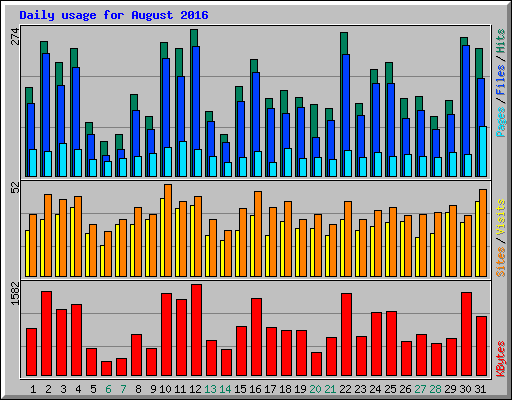 Daily usage for August 2016
274
Pages / Files / Hits
52
Sites / Visits
1582
KBytes
1 2 3 4 5 6 7 8 9 10 11 12 13 14 15 16 17 18 19 20 21 22 23 24 25 26 27 28 29 30 31